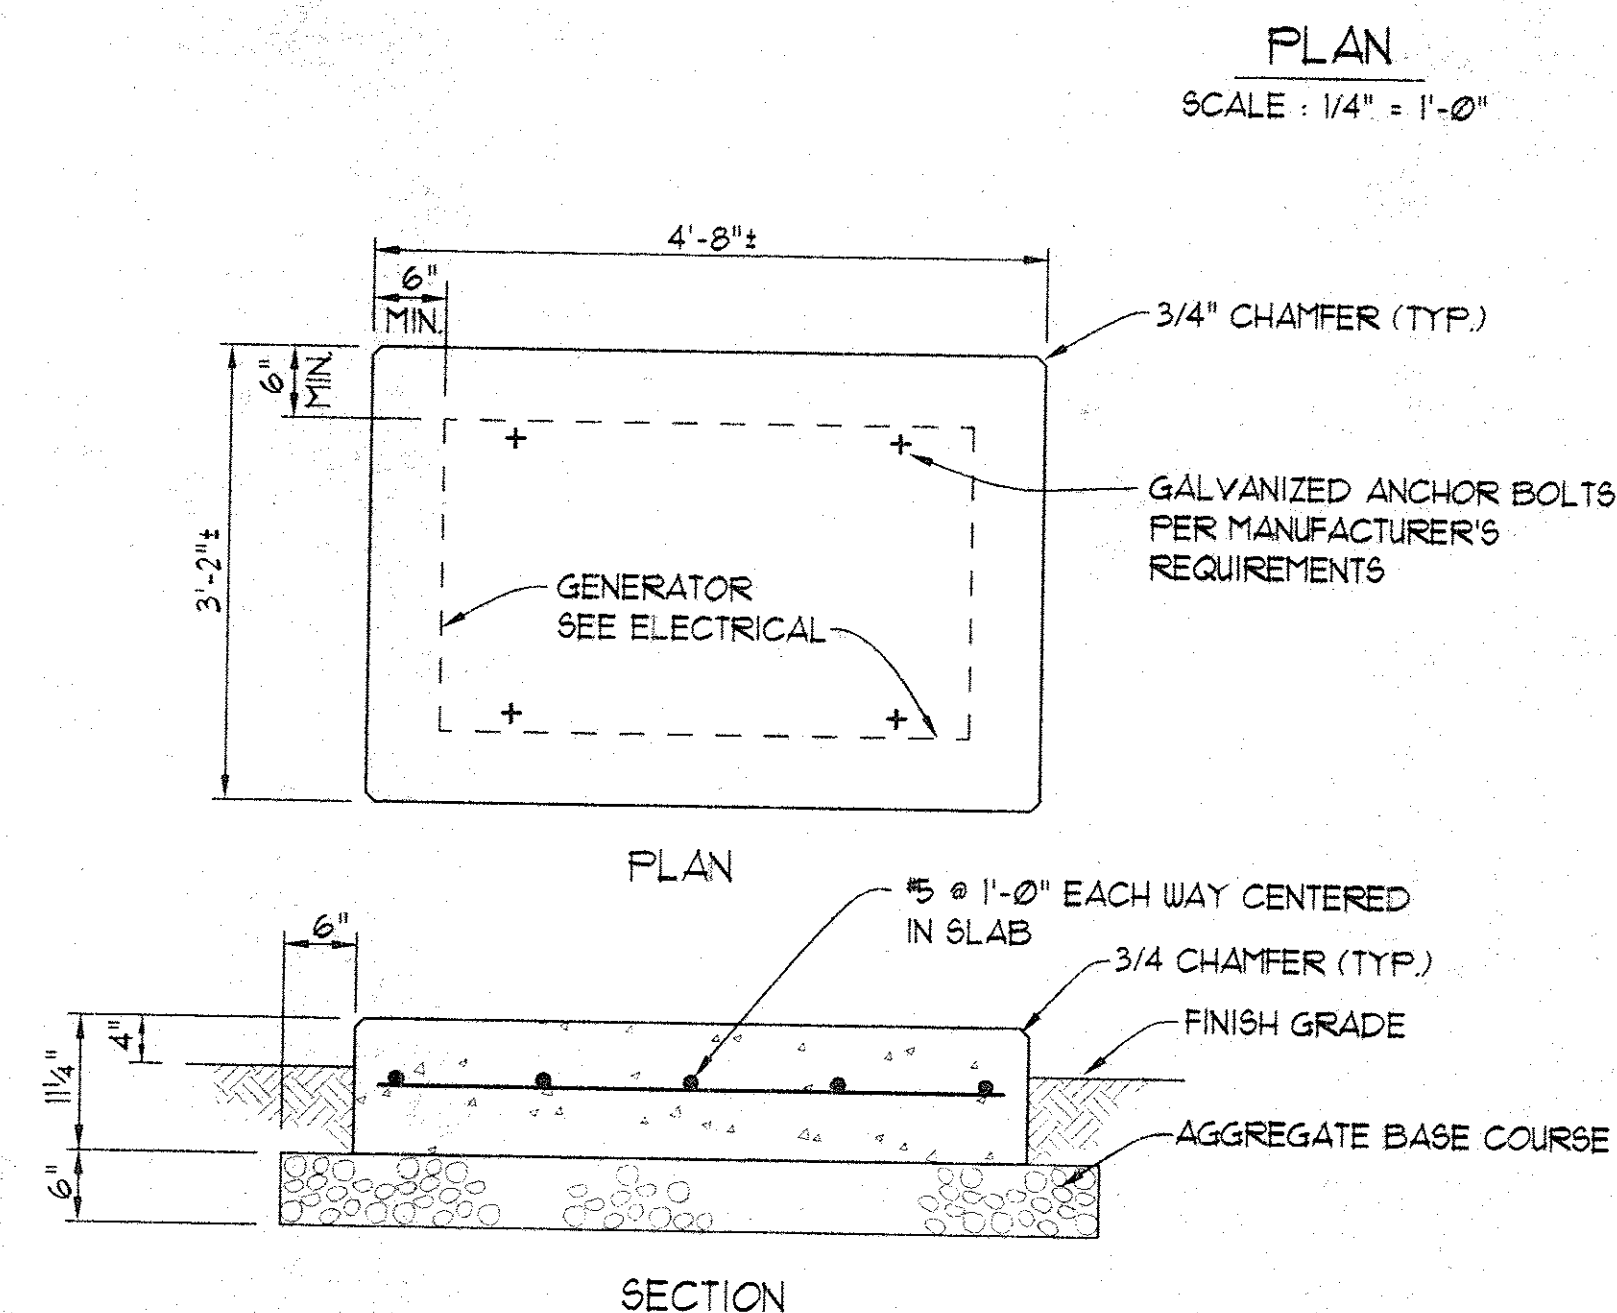 PLAN
SCALE : 1/4" = 1'-0"
4'-8"±
6"
MIN.
3/4" CHAMFER (TYP.)
6"
MIN.
3'-2"±
GALVANIZED ANCHOR BOLTS
PER MANUFACTURER'S
REQUIREMENTS
GENERATOR
SEE ELECTRICAL
PLAN
#5 @ 1'-0" EACH WAY CENTERED
IN SLAB
6"
3/4 CHAMFER (TYP.)
FINISH GRADE
4"
11 1/4"
AGGREGATE BASE COURSE
6"
SECTION